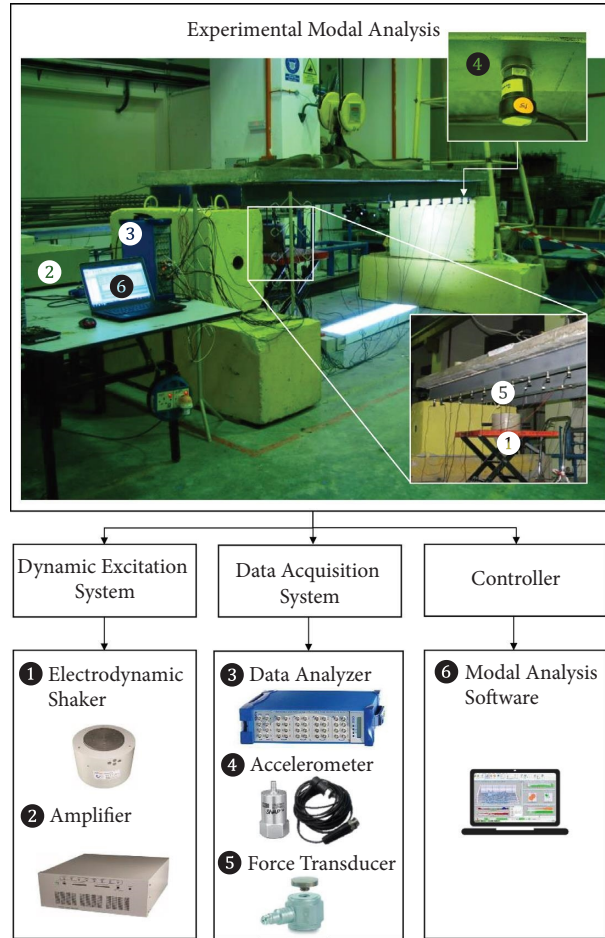 Experimental Modal Analysis
4
3
2
6
5
1
Dynamic Excitation
System
Data Acquisition
System
Controller
1 Electrodynamic
Shaker
2 Amplifier
3 Data Analyzer
4 Accelerometer
5 Force Transducer
6 Modal Analysis
Software